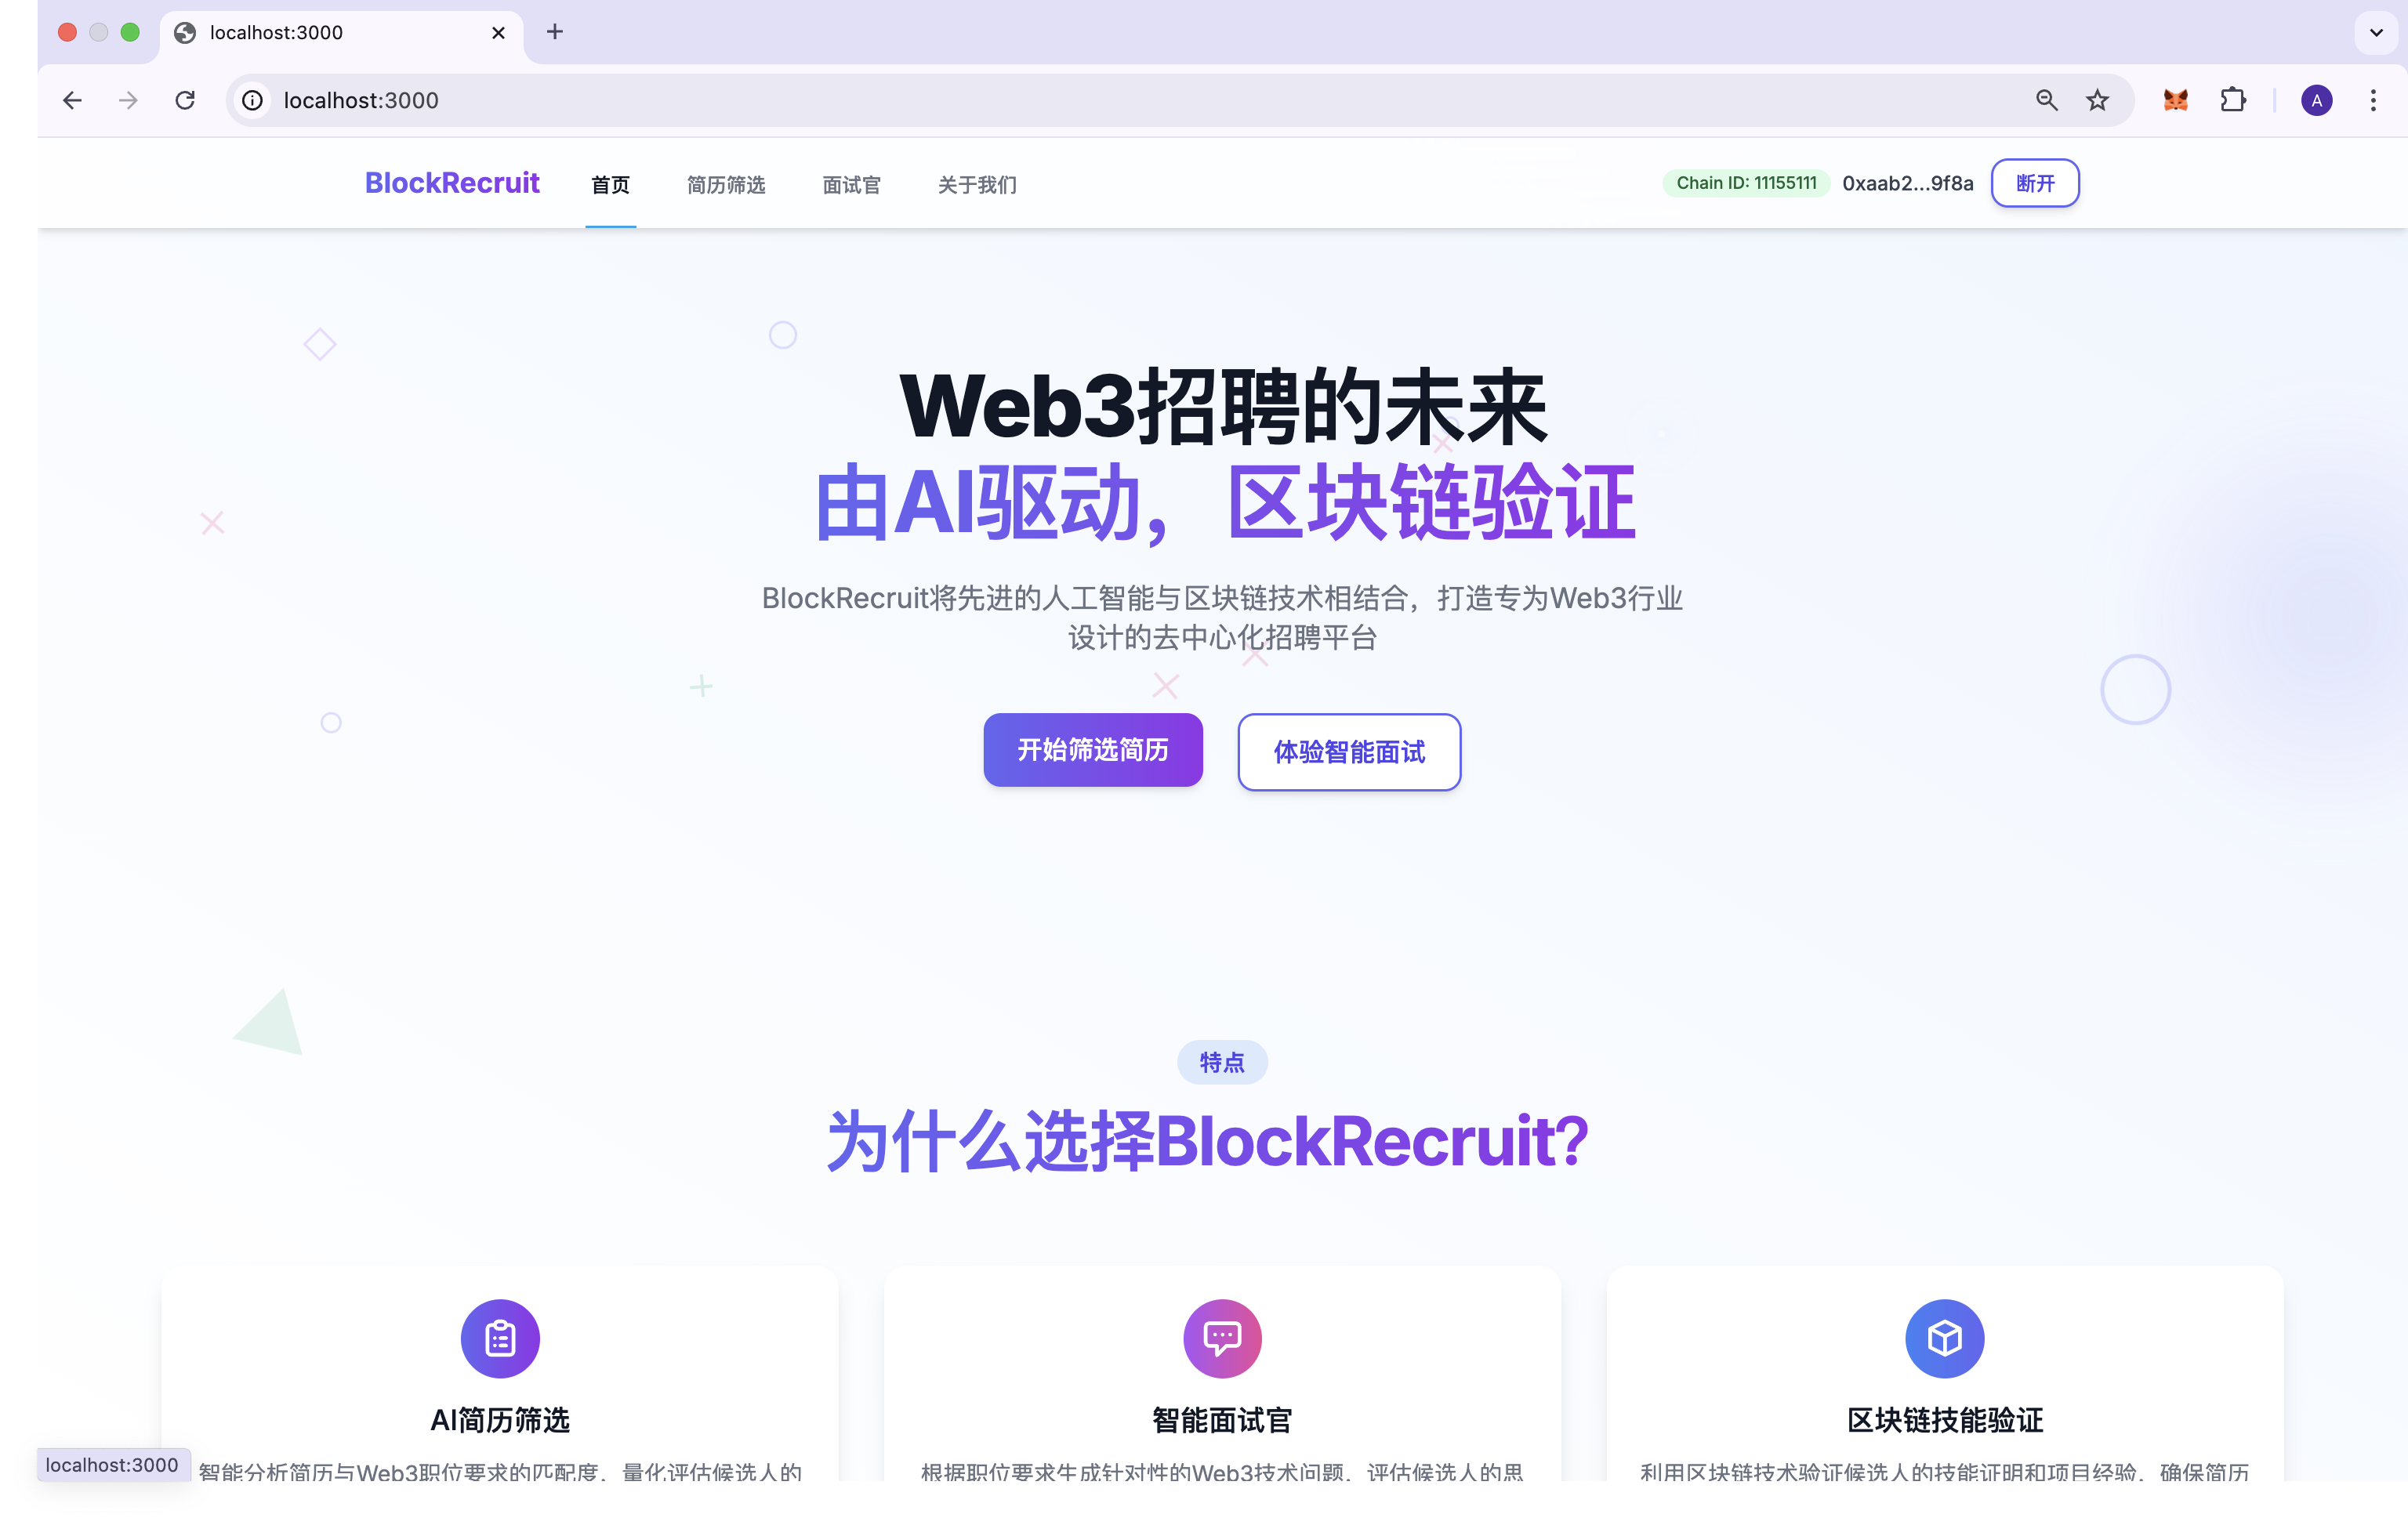 localhost:3000
localhost:3000
A
BlockRecruit
首页
简历筛选
面试官
关于我们
Chain ID: 11155111
0xaab2...9f8a
断开
Web3招聘的未来
由AI驱动，区块链验证
BlockRecruit将先进的人工智能与区块链技术相结合，打造专为Web3行业
设计的去中心化招聘平台
开始筛选简历
体验智能面试
特点
为什么选择BlockRecruit?
AI简历筛选
智能面试官
区块链技能验证
智能分析简历与Web3职位要求的匹配度，量化评估候选人的
根据职位要求生成针对性的Web3技术问题，评估候选人的思
利用区块链技术验证候选人的技能证明和项目经验，确保简历
localhost:3000